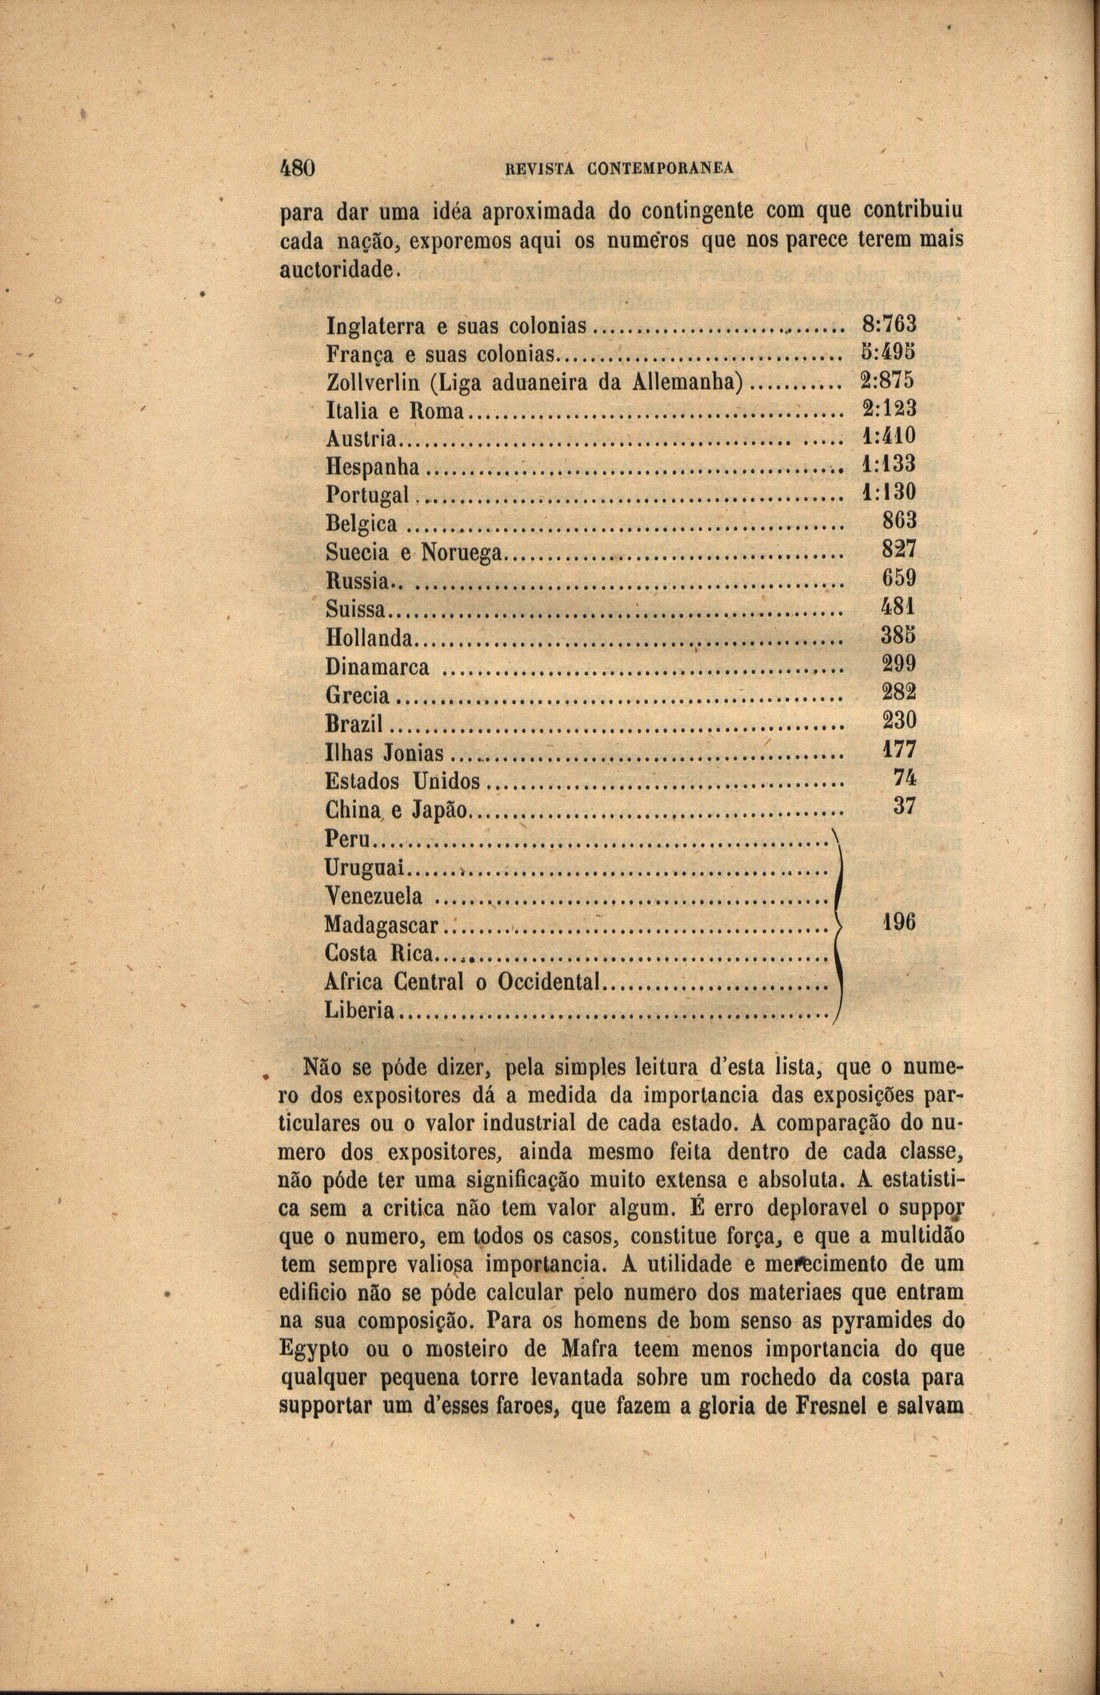 480 REVISTA CONTEMPORANEA
para dar uma idéa aproximada do contingente com que contribuiu
cada nação, exporemos aqui os numeros que nos parece terem mais
auctoridade.
Inglaterra e suas colonias............................. 8:763
França e suas colonias................................. 5:495
Zollverlin (Liga aduaneira da Allemanha)........... 2:875
Italia e Roma........................................... 2:123
Austria................................................. 1:410
Hespanha............................................... 1:133
Portugal................................................ 1:130
Belgica ................................................. 863
Suecia e Noruega....................................... 827
Russia.. ................................................ 659
Suissa................................................... 481
Hollanda................................................. 385
Dinamarca .............................................. 299
Grecia................................................... 282
Brazil.................................................... 230
Ilhas Jonias............................................. 177
Estados Unidos......................................... 74
China e Japão........................................... 37
Peru....................................................
Uruguai.................................................
Venezuela ..............................................
Madagascar............................................. 196
Costa Rica..............................................
Africa Central o Occidental...........................
Liberia..................................................
Não se póde dizer, pela simples leitura d'esta lista, que o nume-
ro dos expositores dá a medida da importancia das exposições par-
ticulares ou o valor industrial de cada estado. A comparação do nu-
mero dos expositores, ainda mesmo feita dentro de cada classe,
não póde ter uma significação muito extensa e absoluta. A estatisti-
ca sem a critica não tem valor algum. É erro deploravel o suppor
que o numero, em todos os casos, constitue força, e que a multidão
tem sempre valiosa importancia. A utilidade e merecimento de um
edificio não se póde calcular pelo numero dos materiaes que entram
na sua composição. Para os homens de bom senso as pyramides do
Egypto ou o mosteiro de Mafra teem menos importancia do que
qualquer pequena torre levantada sobre um rochedo da costa para
supportar um d'esses faroes, que fazem a gloria de Fresnel e salvam